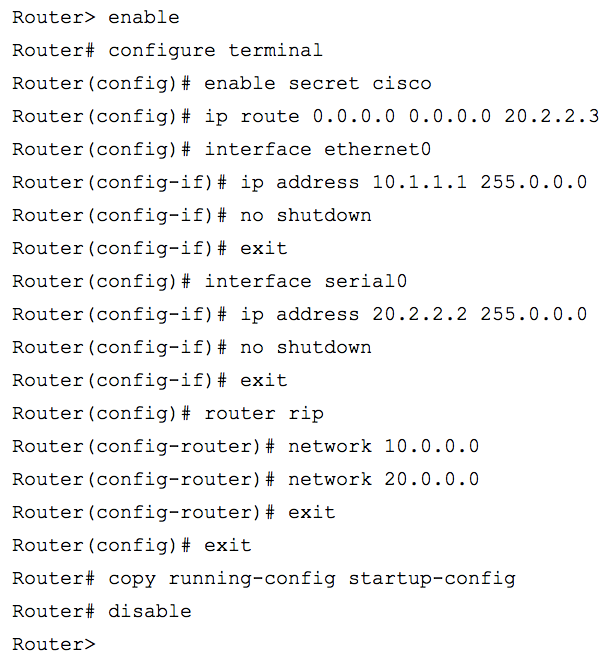 Router> enable
Router# configure terminal
Router(config)# enable secret cisco
Router(config)# ip route 0.0.0.0 0.0.0.0 20.2.2.3
Router(config)# interface ethernet0
Router(config-if)# ip address 10.1.1.1 255.0.0.0
Router(config-if)# no shutdown
Router(config-if)# exit
Router(config)# interface serial0
Router(config-if)# ip address 20.2.2.2 255.0.0.0
Router(config-if)# no shutdown
Router(config-if)# exit
Router(config)# router rip
Router(config-router)# network 10.0.0.0
Router(config-router)# network 20.0.0.0
Router(config-router)# exit
Router(config)# exit
Router# copy running-config startup-config
Router# disable
Router>